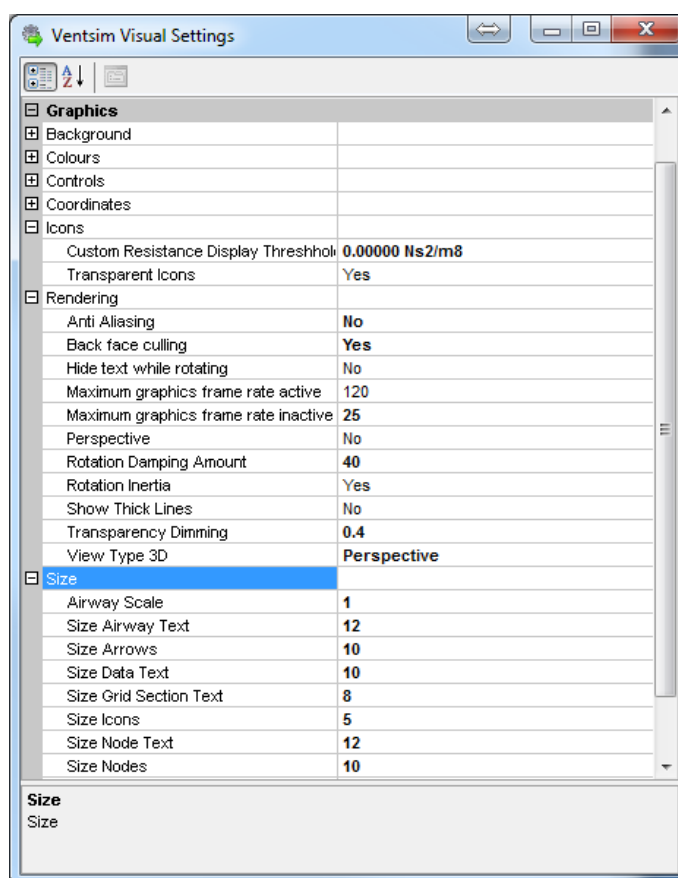 Ventsim Visual Settings
Graphics
Background
Colours
Controls
Coordinates
Icons
Custom Resistance Display Threshhol 0.00000 Ns2/m8
Transparent Icons Yes
Rendering
Anti Aliasing No
Back face culling Yes
Hide text while rotating No
Maximum graphics frame rate active 120
Maximum graphics frame rate inactive 25
Perspective No
Rotation Damping Amount 40
Rotation Inertia Yes
Show Thick Lines No
Transparency Dimming 0.4
View Type 3D Perspective
Size
Airway Scale 1
Size Airway Text 12
Size Arrows 10
Size Data Text 10
Size Grid Section Text 8
Size Icons 5
Size Node Text 12
Size Nodes 10
Size
Size